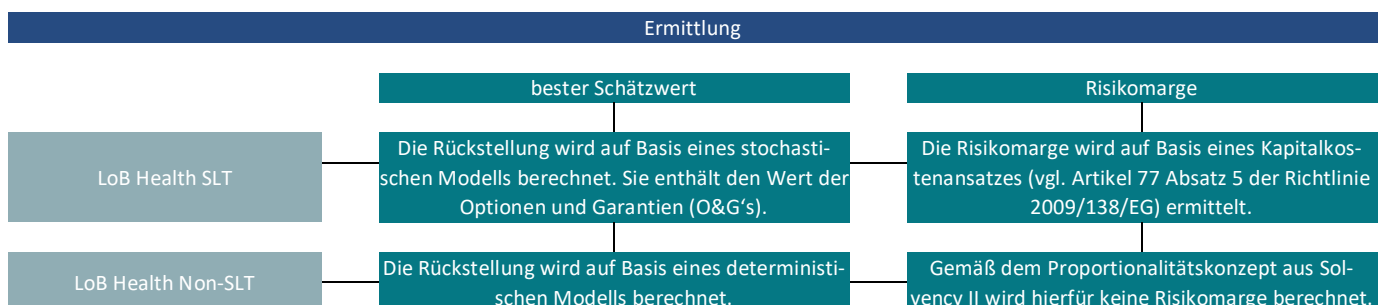 Ermittlung
bester Schätzwert
Risikomarge
LoB Health SLT
Die Rückstellung wird auf Basis eines stochasti-
schen Modells berechnet. Sie enthält den Wert der
Optionen und Garantien (O&G‘s).
Die Risikomarge wird auf Basis eines Kapitalkos-
tenansatzes (vgl. Artikel 77 Absatz 5 der Richtlinie
2009/138/EG) ermittelt.
LoB Health Non-SLT
Die Rückstellung wird auf Basis eines deterministi-
schen Modells berechnet.
Gemäß dem Proportionalitätskonzept aus Sol-
vency II wird hierfür keine Risikomarge berechnet.